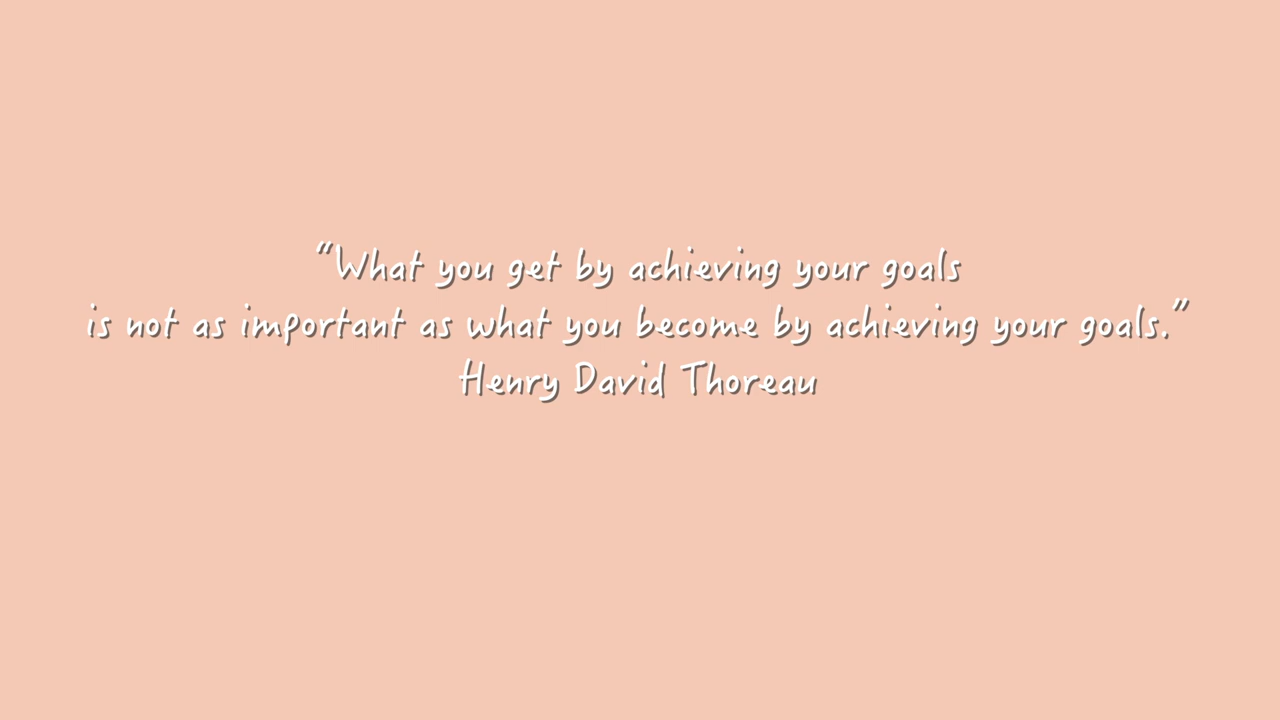 “What you get by achieving your goals
is not as important as what you become by achieving your goals.”
Henry David Thoreau